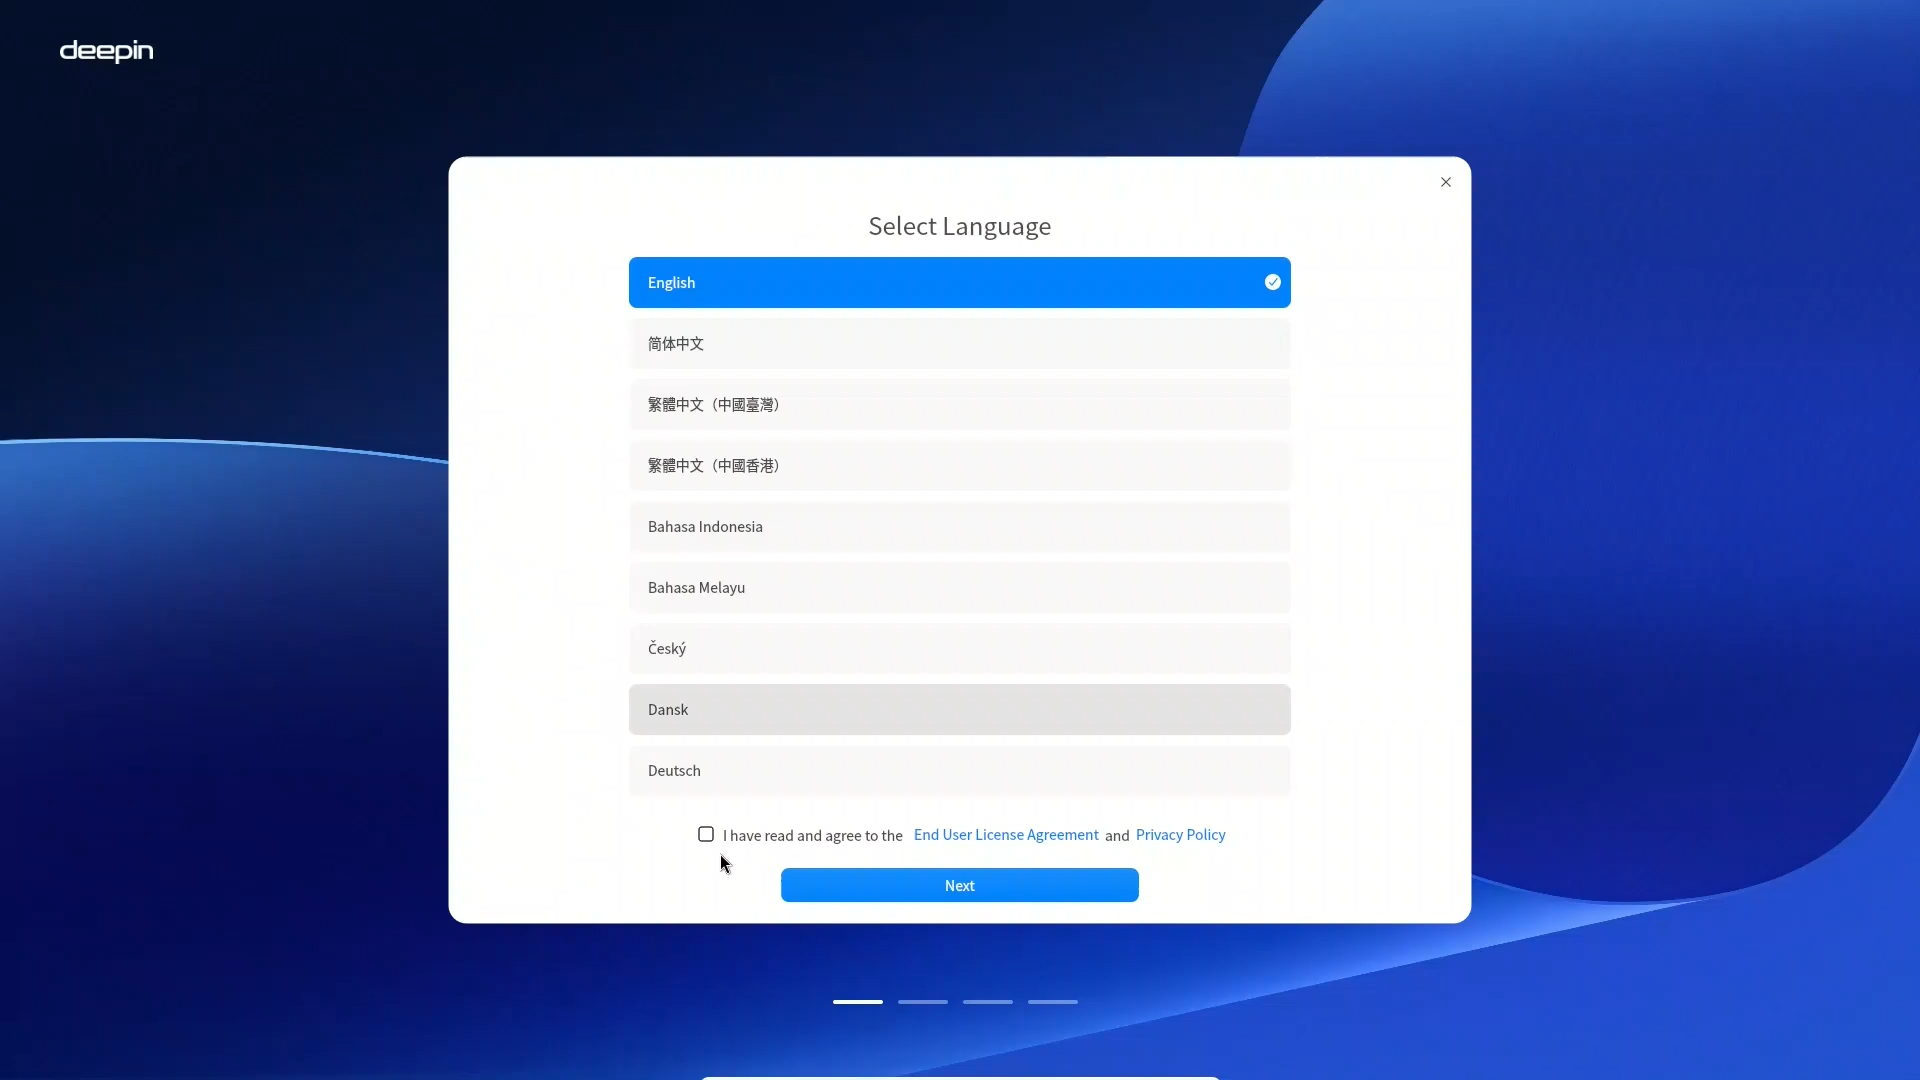 deepin
Select Language
English
简体中文
繁體中文（中國臺灣）
繁體中文（中國香港）
Bahasa Indonesia
Bahasa Melayu
Český
Dansk
Deutsch
I have read and agree to the End User License Agreement and Privacy Policy
Next